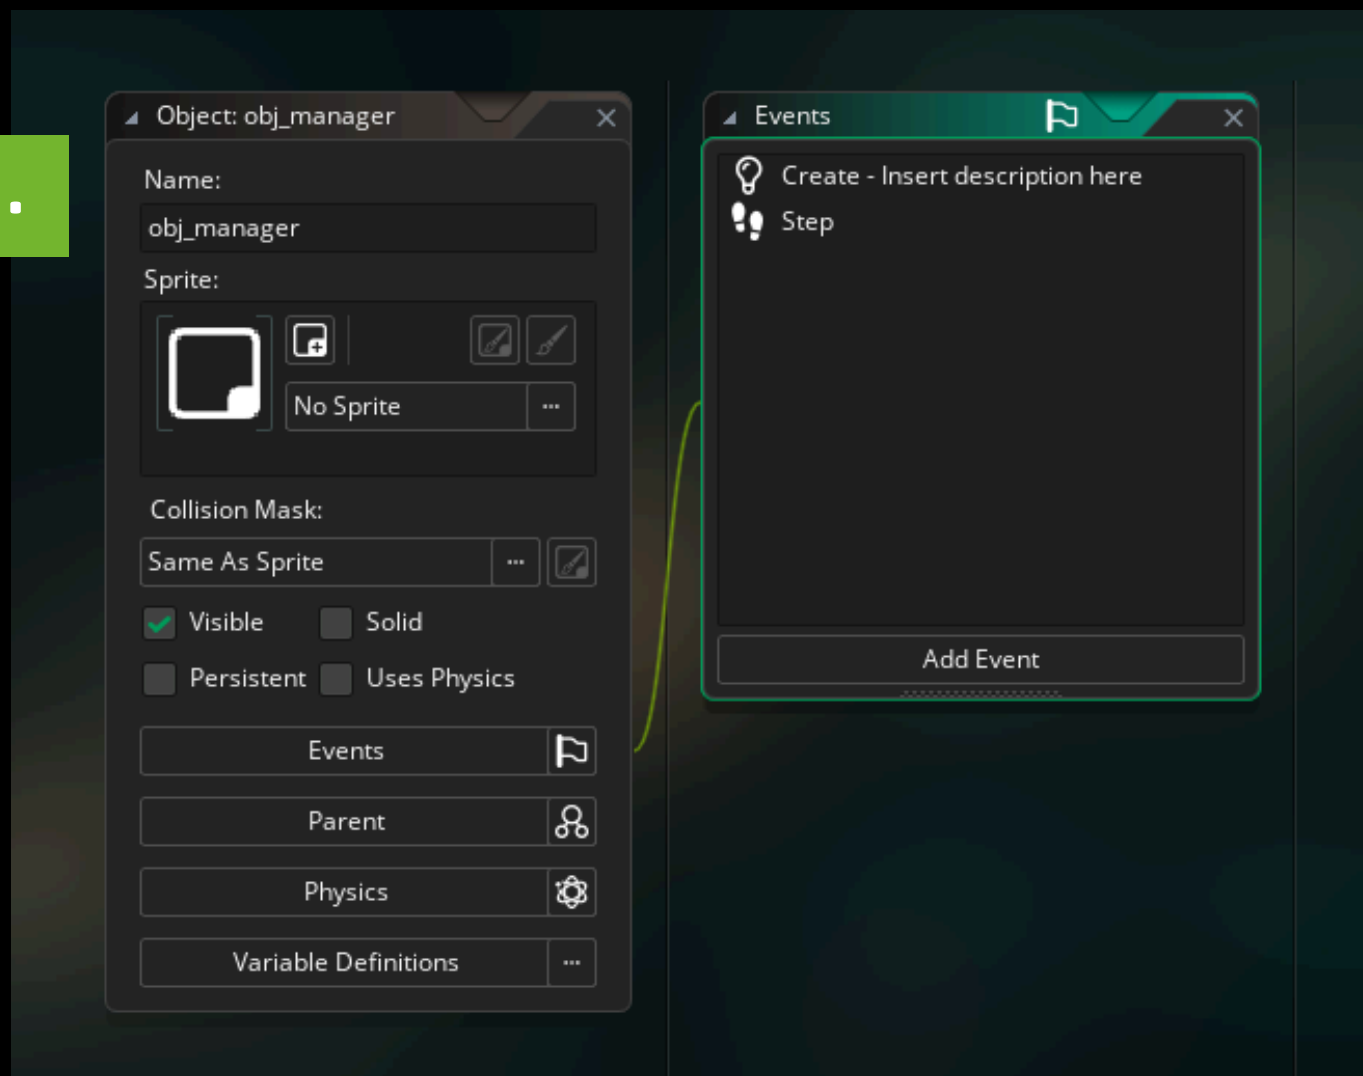 Object: obj_manager
Name:
obj_manager
Sprite:
No Sprite
...
Collision Mask:
Same As Sprite
...
Visible
Solid
Persistent
Uses Physics
Events
Parent
Physics
Variable Definitions
...
Events
Create - Insert description here
Step
Add Event
.